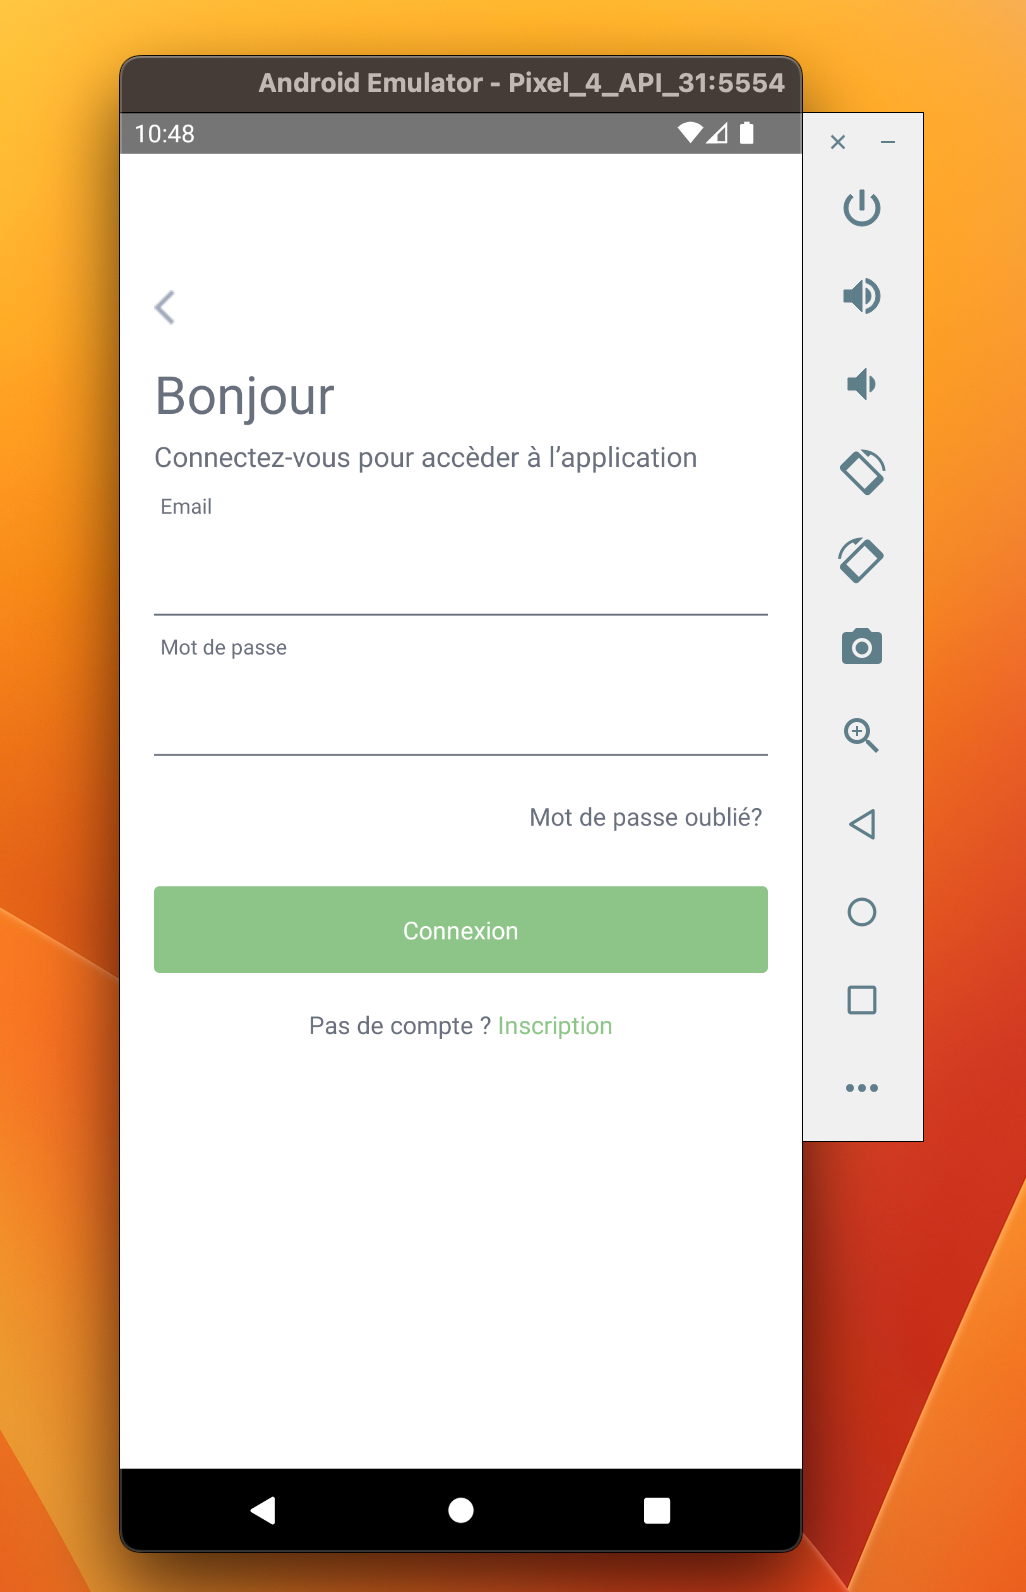 Android Emulator - Pixel_4_API_31:5554
10:48
Bonjour
Connectez-vous pour accèder à l’application
Email
Mot de passe
Mot de passe oublié?
Connexion
Pas de compte ? Inscription